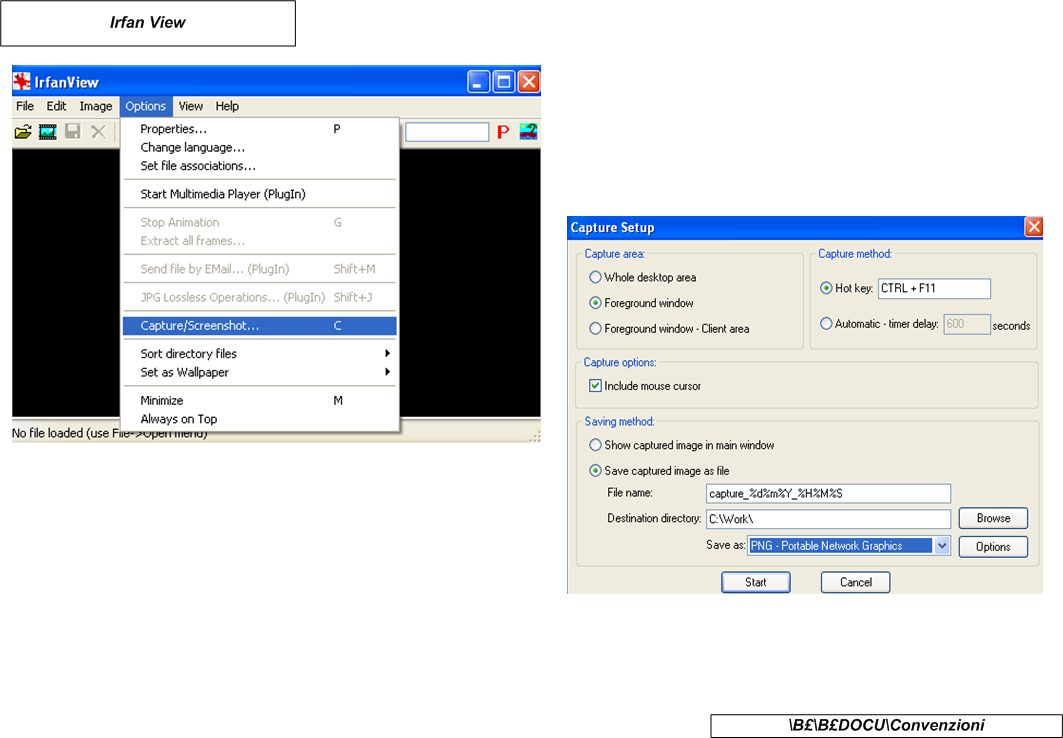 Irfan View
IrfanView
File Edit Image Options View Help
P
Properties... P
Change language...
Set file associations...
Start Multimedia Player (PlugIn)
Stop Animation G
Extract all frames...
Send file by EMail... (PlugIn) Shift+M
JPG Lossless Operations... (PlugIn) Shift+J
Capture/Screenshot... C
Sort directory files
Set as Wallpaper
Minimize M
Always on Top
No file loaded (use File->Open menu)
Capture Setup
Capture area:
Whole desktop area
Foreground window
Foreground window - Client area
Capture method:
Hot key: CTRL + F11
Automatic - timer delay: 600 seconds
Capture options:
Include mouse cursor
Saving method:
Show captured image in main window
Save captured image as file
File name: capture_%d%m%Y_%H%M%S
Destination directory: C:\Work\ Browse
Save as: PNG - Portable Network Graphics Options
Start Cancel
\B£\B£DOCU\Convenzioni